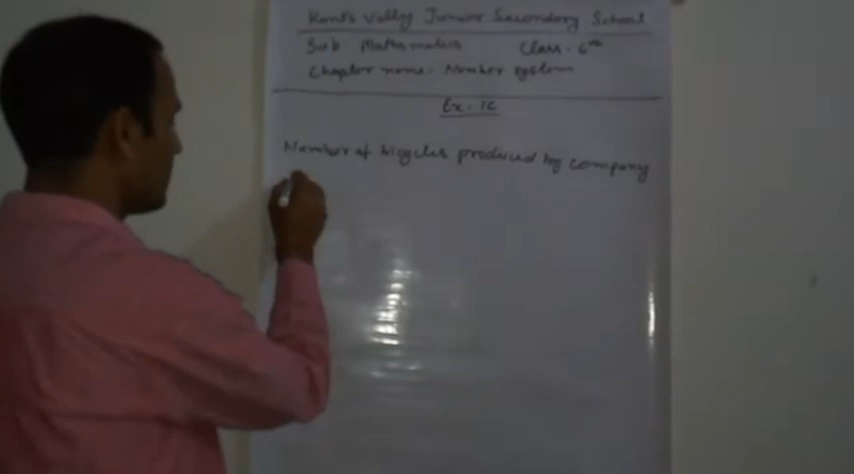 Kent's Valley Junior Secondary School
Sub Mathematics Class - 6th
Chapter name - Number system
Ex - 1C
Number of bicycles produced by company